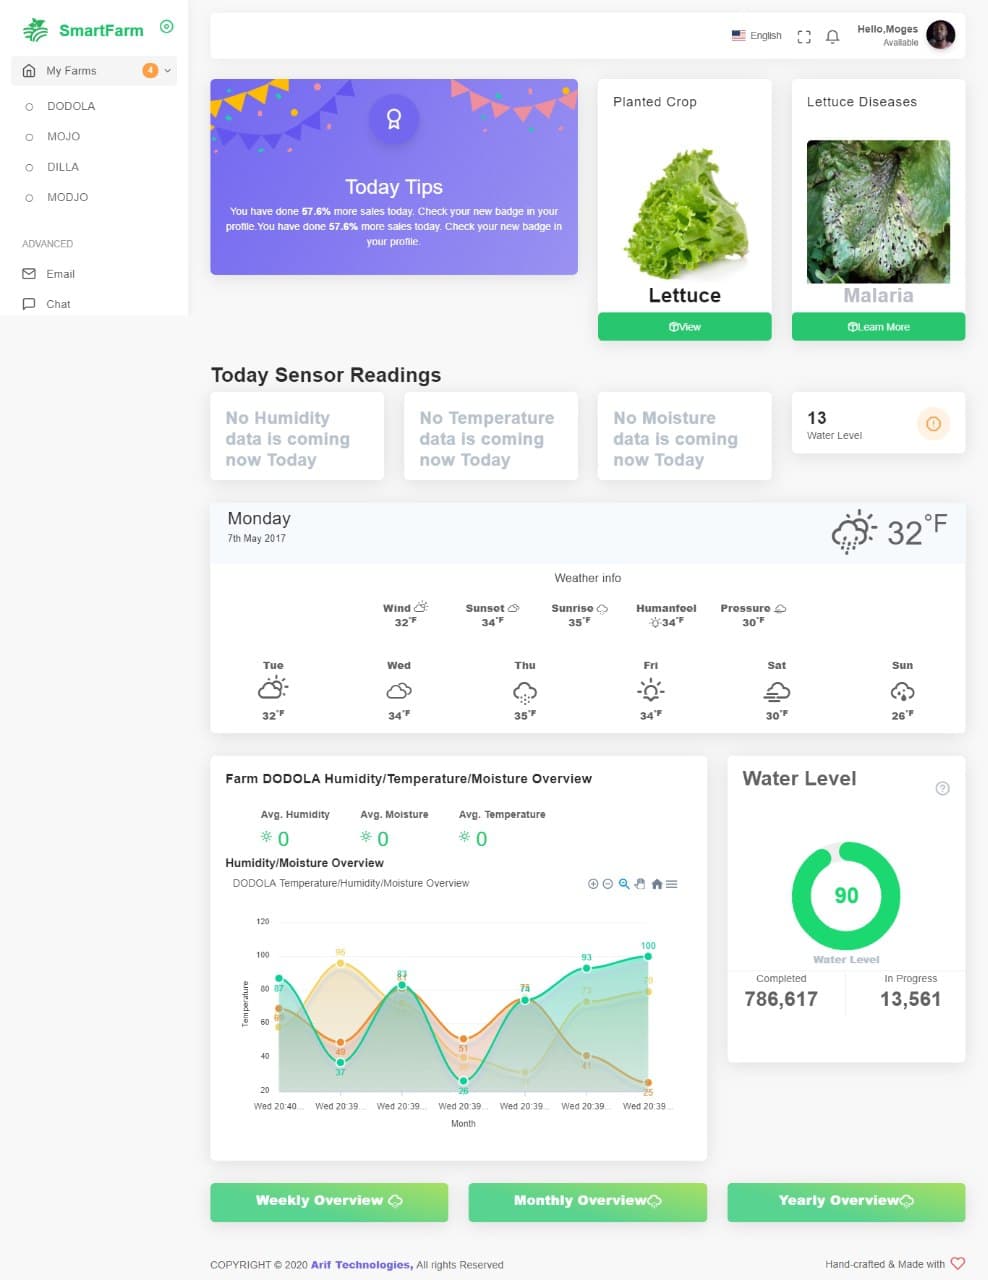 SmartFarm
My Farms 4
DODOLA
MOJO
DILLA
MODJO
ADVANCED
Email
Chat
English
Hello,Moges
Available
Today Tips
You have done 57.6% more sales today. Check your new badge in your
profile.You have done 57.6% more sales today. Check your new badge in
your profile.
Planted Crop
Lettuce
View
Lettuce Diseases
Malaria
Learn More
Today Sensor Readings
No Humidity
data is coming
now Today
No Temperature
data is coming
now Today
No Moisture
data is coming
now Today
13
Water Level
Monday
7th May 2017
32°F
Weather info
Wind Sunset Sunrise Humanfeel Pressure
32°F 34°F 35°F 34°F 30°F
Tue Wed Thu Fri Sat Sun
32°F 34°F 35°F 34°F 30°F 26°F
Farm DODOLA Humidity/Temperature/Moisture Overview
Avg. Humidity Avg. Moisture Avg. Temperature
0 0 0
Humidity/Moisture Overview
DODOLA Temperature/Humidity/Moisture Overview
120
100
80
60
40
20
Temperature
87
96
49
37
83
51
26
74
93
73
41
100
79
25
Wed 20:40... Wed 20:39... Wed 20:39... Wed 20:39... Wed 20:39... Wed 20:39... Wed 20:39...
Month
Water Level
90
Water Level
Completed In Progress
786,617 13,561
Weekly Overview
Monthly Overview
Yearly Overview
COPYRIGHT © 2020 Arif Technologies, All rights Reserved
Hand-crafted & Made with